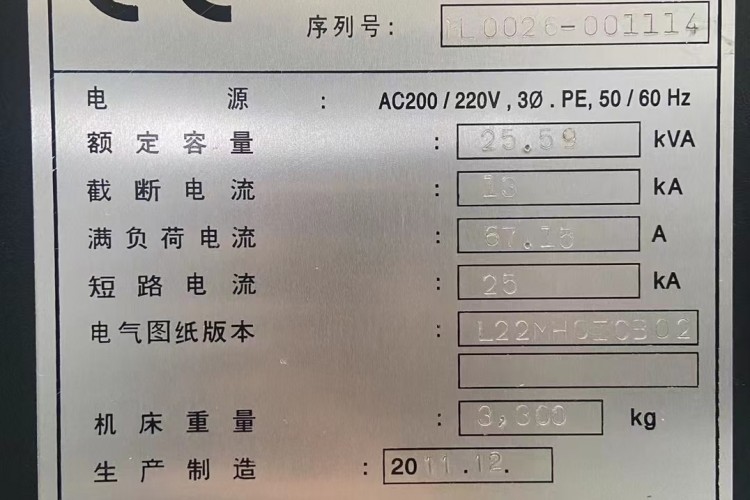 CE
序列号: ML0026-001114
电 源 : AC200 / 220V , 3Ø . PE, 50 / 60 Hz
额定容量 : 25.59 kVA
截断电流 : 18 kA
满负荷电流 : 67.15 A
短路电流 : 25 kA
电气图纸版本 :
机床重量 : 3,300 kg
生产制造 : 2011.12.